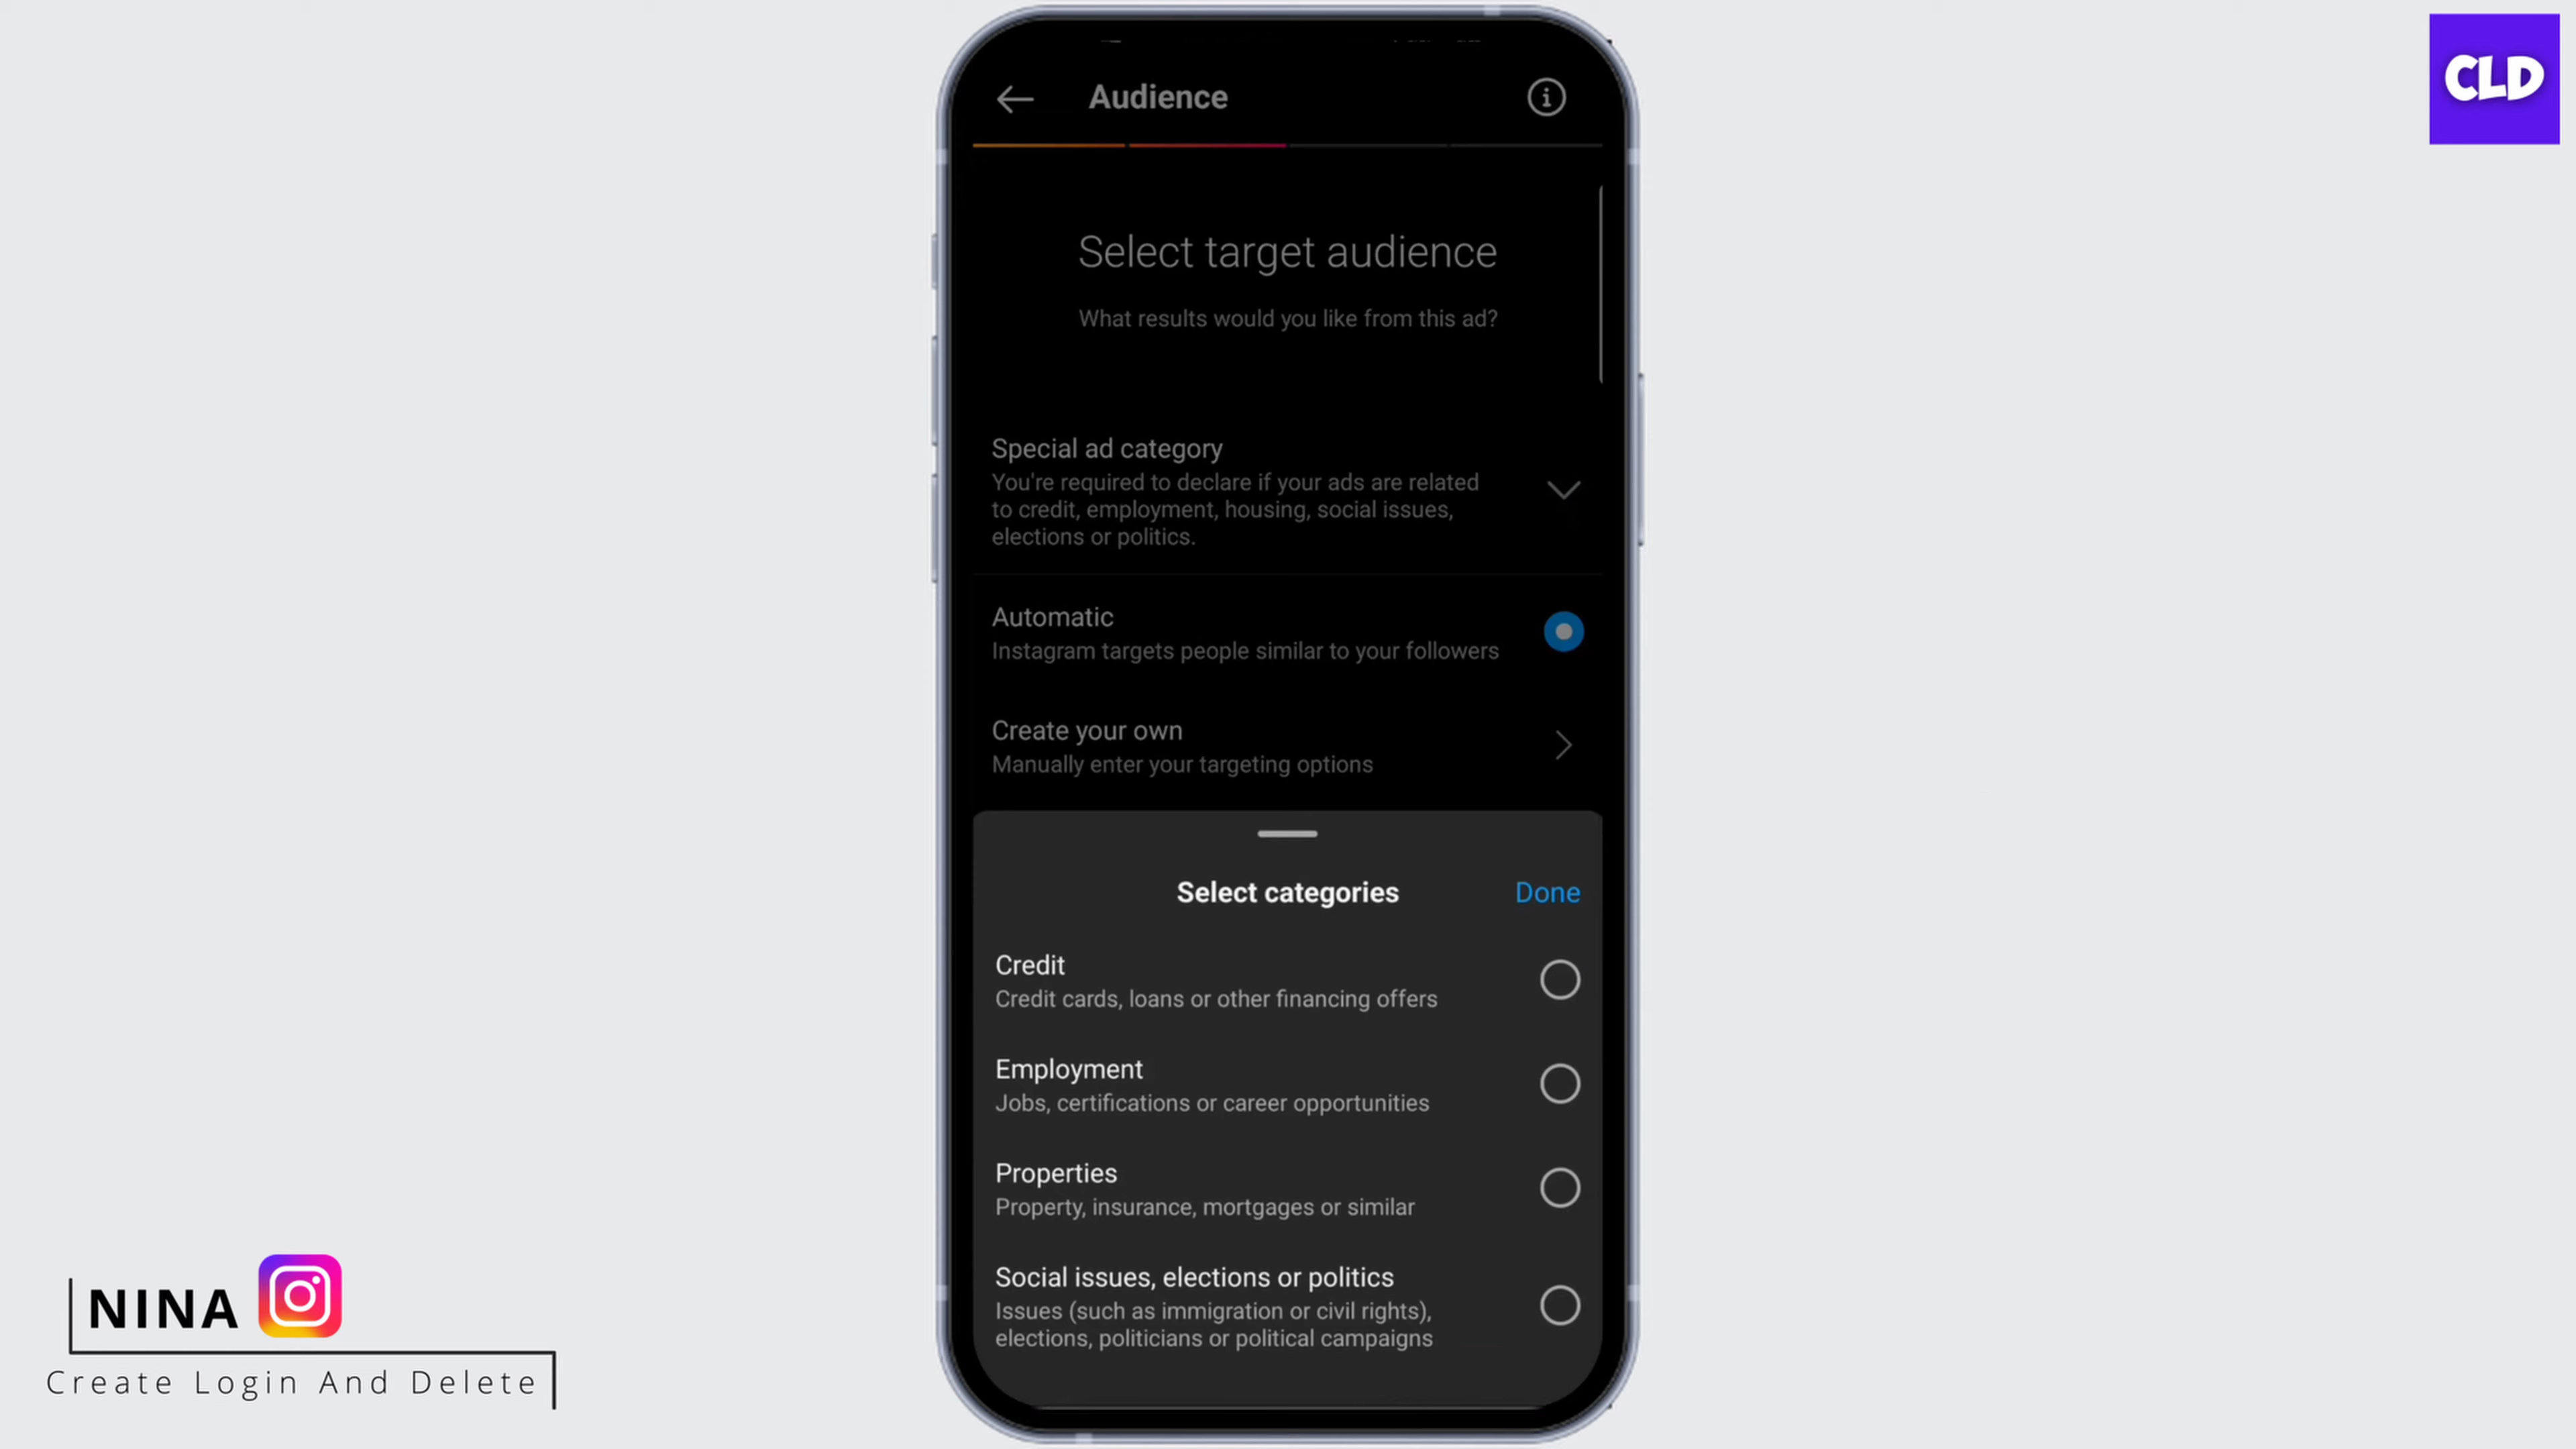 CLD
Audience
Select target audience
What results would you like from this ad?
Special ad category
You're required to declare if your ads are related
to credit, employment, housing, social issues,
elections or politics.
Automatic
Instagram targets people similar to your followers
Create your own
Manually enter your targeting options
Select categories
Done
Credit
Credit cards, loans or other financing offers
Employment
Jobs, certifications or career opportunities
Properties
Property, insurance, mortgages or similar
Social issues, elections or politics
Issues (such as immigration or civil rights),
elections, politicians or political campaigns
NINA
Create Login And Delete